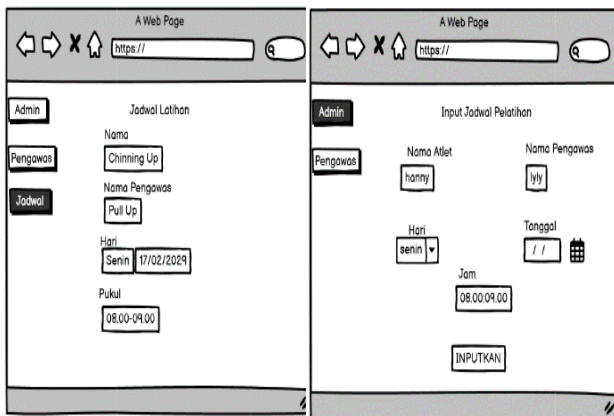 A Web Page
https://
Admin
Jadwal Latihan
Nama
Pengawas
Chinning Up
Nama Pengawas
Jadwal
Pull Up
Hari
Senin 17/02/2029
Pukul
08.00-09.00
A Web Page
https://
Admin
Input Jadwal Pelatihan
Nama Atlet
Nama Pengawas
Pengawas
hanny
lyly
Hari
Tanggal
senin
/ /
Jam
08.00:09.00
INPUTKAN